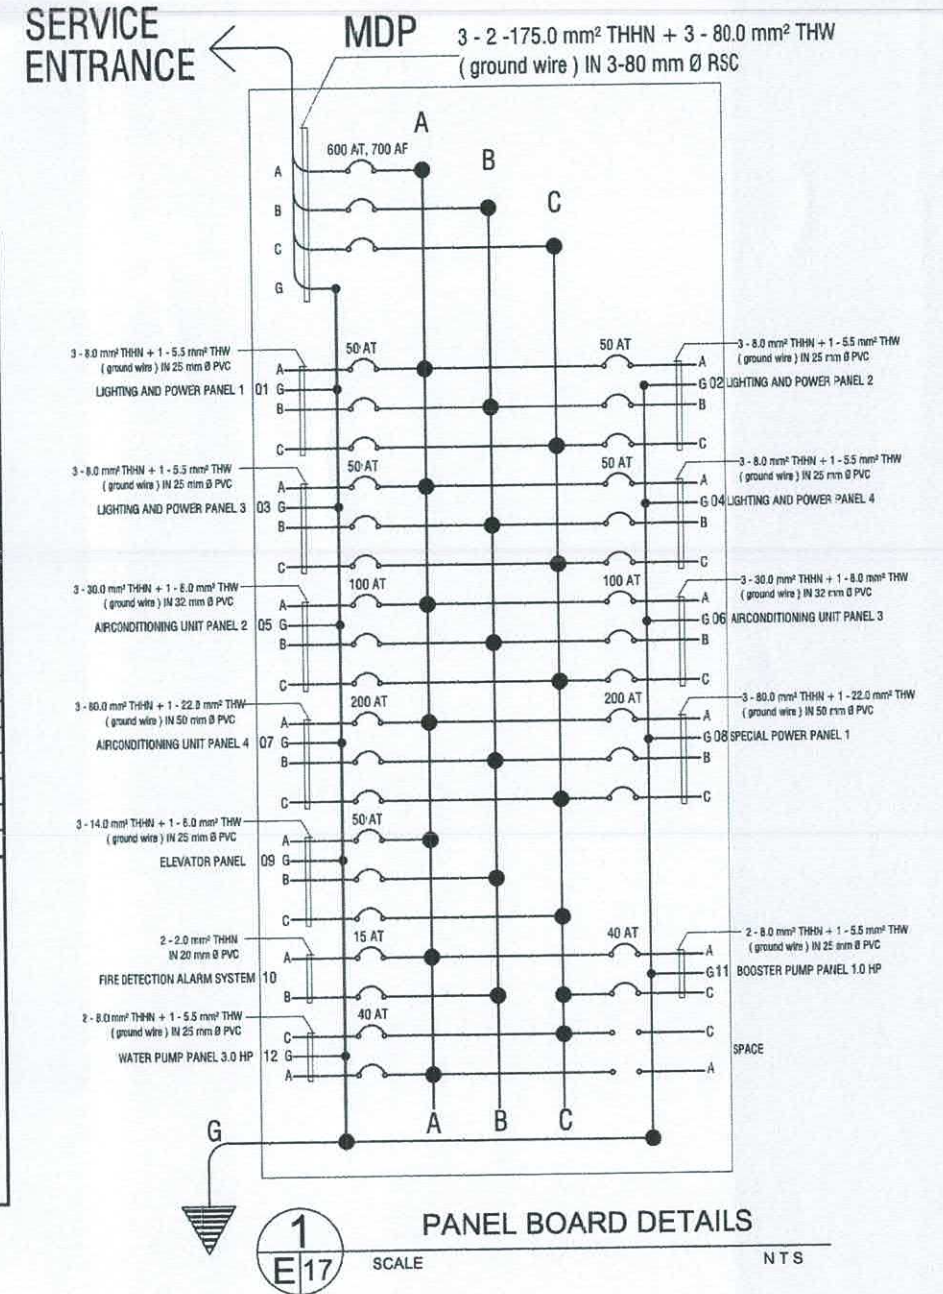 SERVICE
ENTRANCE
MDP
3 - 2 -175.0 mm² THHN + 3 - 80.0 mm² THW
( ground wire ) IN 3-80 mm Ø RSC
A
B
C
600 AT, 700 AF
A
B
C
G
3 - 8.0 mm² THHN + 1 - 5.5 mm² THW
( ground wire ) IN 25 mm Ø PVC
LIGHTING AND POWER PANEL 1
01
A
G
B
C
50 AT
50 AT
3 - 8.0 mm² THHN + 1 - 5.5 mm² THW
( ground wire ) IN 25 mm Ø PVC
A
G 02 LIGHTING AND POWER PANEL 2
B
C
3 - 8.0 mm² THHN + 1 - 5.5 mm² THW
( ground wire ) IN 25 mm Ø PVC
LIGHTING AND POWER PANEL 3
03
A
G
B
C
50 AT
50 AT
3 - 8.0 mm² THHN + 1 - 5.5 mm² THW
( ground wire ) IN 25 mm Ø PVC
A
G 04 LIGHTING AND POWER PANEL 4
B
C
3 - 30.0 mm² THHN + 1 - 8.0 mm² THW
( ground wire ) IN 32 mm Ø PVC
AIRCONDITIONING UNIT PANEL 2
05
A
G
B
C
100 AT
100 AT
3 - 30.0 mm² THHN + 1 - 8.0 mm² THW
( ground wire ) IN 32 mm Ø PVC
A
G 06 AIRCONDITIONING UNIT PANEL 3
B
C
THHN + 1 - 22.0 mm² THW
( ground wire ) IN 50 mm Ø PVC
AIRCONDITIONING UNIT PANEL 4
07
A
G
B
C
200 AT
200 AT
3 - 80.0 mm² THHN + 1 - 22.0 mm² THW
( ground wire ) IN 50 mm Ø PVC
A
G 08 SPECIAL POWER PANEL 1
B
C
3 - 14.0 mm² THHN + 1 - 8.0 mm² THW
( ground wire ) IN 25 mm Ø PVC
ELEVATOR PANEL
09
A
G
B
C
50 AT
2 - 2.0 mm² THHN
IN 20 mm Ø PVC
FIRE DETECTION ALARM SYSTEM
10
A
B
15 AT
40 AT
2 - 8.0 mm² THHN + 1 - 5.5 mm² THW
( ground wire ) IN 25 mm Ø PVC
A
G 11 BOOSTER PUMP PANEL 1.0 HP
C
2 - 8.0 mm² THHN + 1 - 5.5 mm² THW
( ground wire ) IN 25 mm Ø PVC
WATER PUMP PANEL 3.0 HP
12
C
G
A
40 AT
C
SPACE
A
A
B
C
G
1
E 17
PANEL BOARD DETAILS
SCALE
NTS